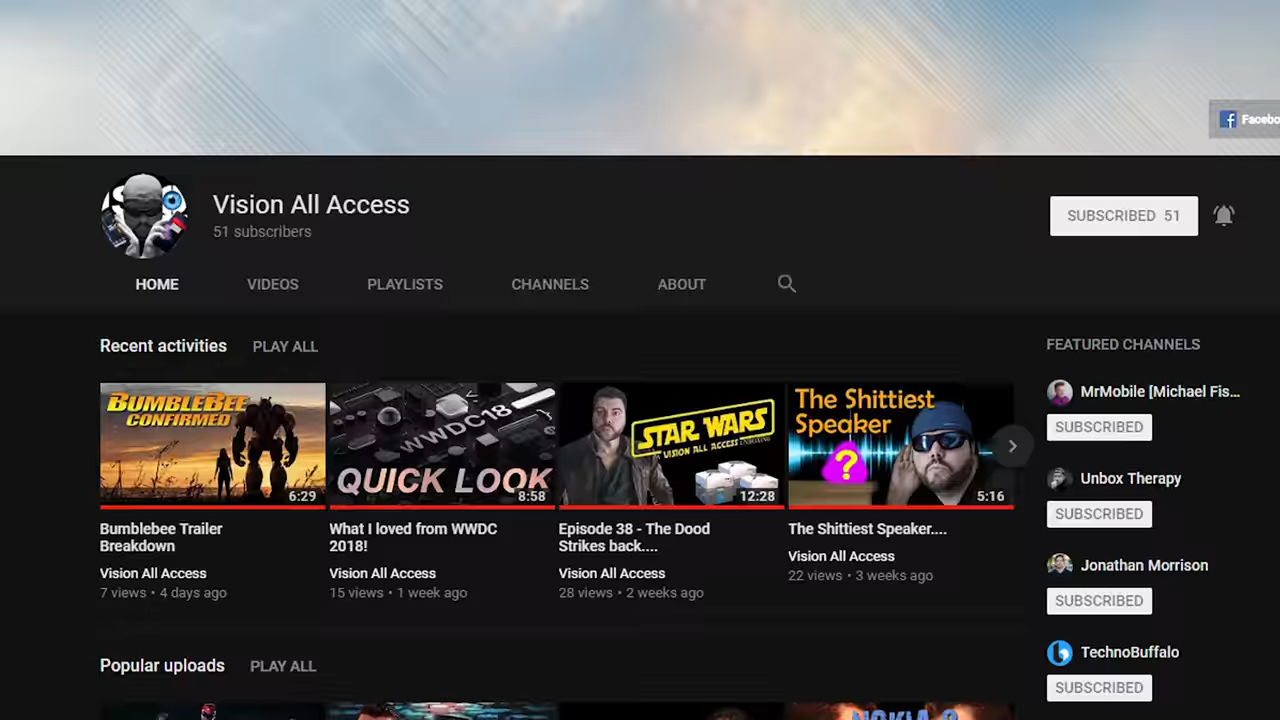 Facebo
Vision All Access
51 subscribers
SUBSCRIBED 51
HOME VIDEOS PLAYLISTS CHANNELS ABOUT
Recent activities PLAY ALL
FEATURED CHANNELS
BUMBLEBEE
CONFIRMED
6:29
WWDC18
QUICK LOOK
8:58
STAR WARS
A VISION ALL ACCESS UNBOXING
12:28
The Shittiest
Speaker
?
5:16
Bumblebee Trailer
Breakdown
Vision All Access
7 views • 4 days ago
What I loved from WWDC
2018!
Vision All Access
15 views • 1 week ago
Episode 38 - The Dood
Strikes back....
Vision All Access
28 views • 2 weeks ago
The Shittiest Speaker....
Vision All Access
22 views • 3 weeks ago
MrMobile [Michael Fis...
SUBSCRIBED
Unbox Therapy
SUBSCRIBED
Jonathan Morrison
SUBSCRIBED
TechnoBuffalo
SUBSCRIBED
Popular uploads PLAY ALL